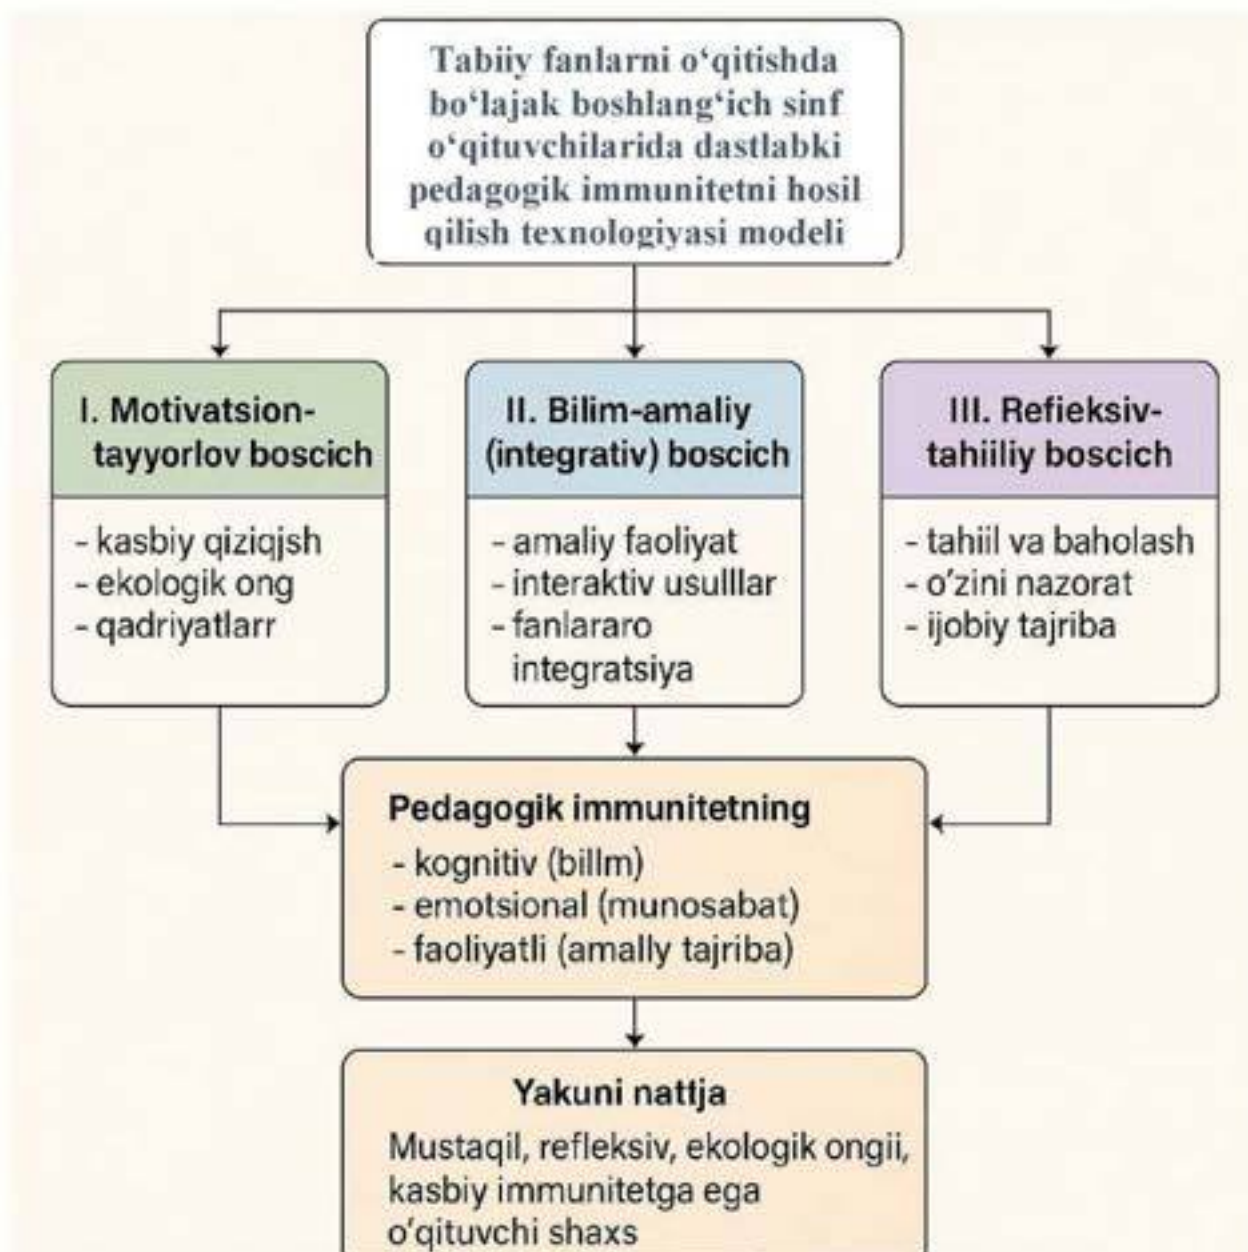 Tabiiy fanlarni o‘qitishda
bo‘lajak boshlang‘ich sinf
o‘qituvchilarida dastlabki
pedagogik immunitetni hosil
qilish texnologiyasi modeli
I. Motivatsion-
tayyorlov boscich
- kasbiy qiziqjsh
- ekologik ong
- qadriyatlarr
II. Bilim-amaliy
(integrativ) boscich
- amaliy faoliyat
- interaktiv usulllar
- fanlararo
integratsiya
III. Refieksiv-
tahiiliy boscich
- tahiil va baholash
- o’zini nazorat
- ijobiy tajriba
Pedagogik immunitetning
- kognitiv (billm)
- emotsional (munosabat)
- faoliyatli (amally tajriba)
Yakuni nattja
Mustaqil, refleksiv, ekologik ongii,
kasbiy immunitetga ega
o’qituvchi shaxs